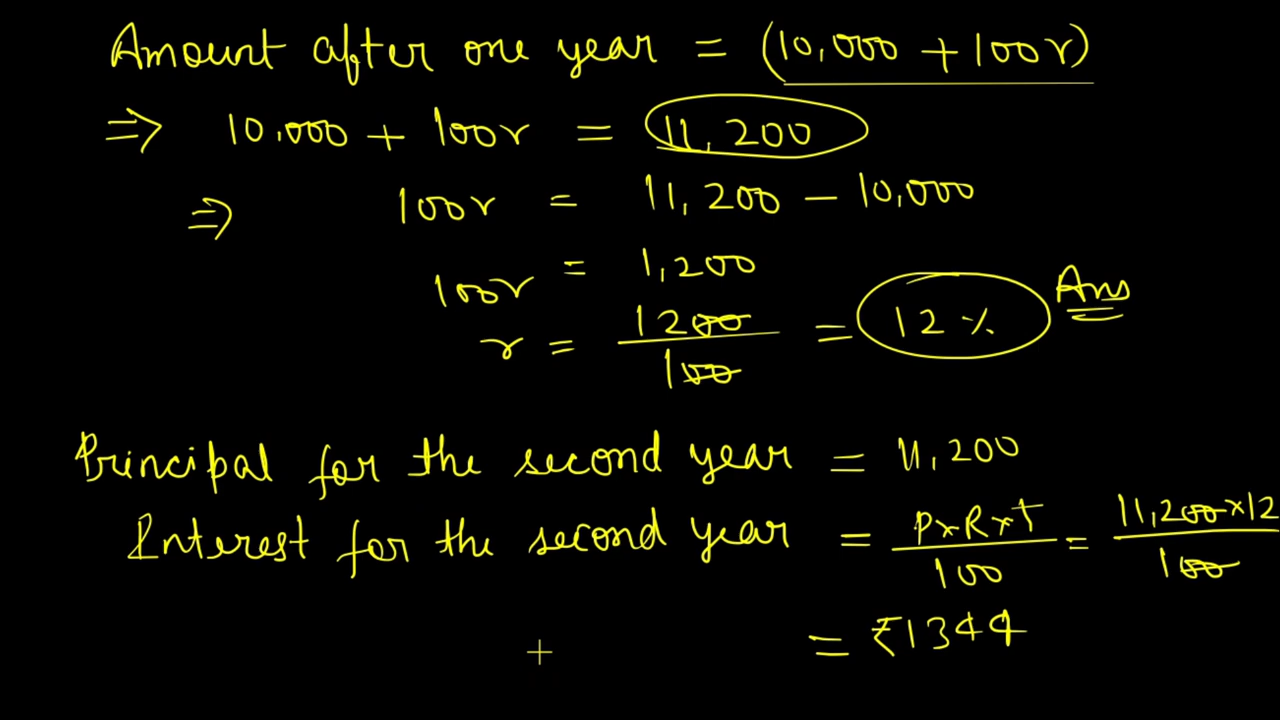 Amount after one year = (10,000 + 100r)
⇒ 10,000 + 100r = 11,200
⇒ 100r = 11,200 - 10,000
100r = 1,200
r = 1200/100 = 12% Ans
Principal for the second year = 11,200
Interest for the second year = P×R×T/100 = 11,200×12/100
= ₹1344